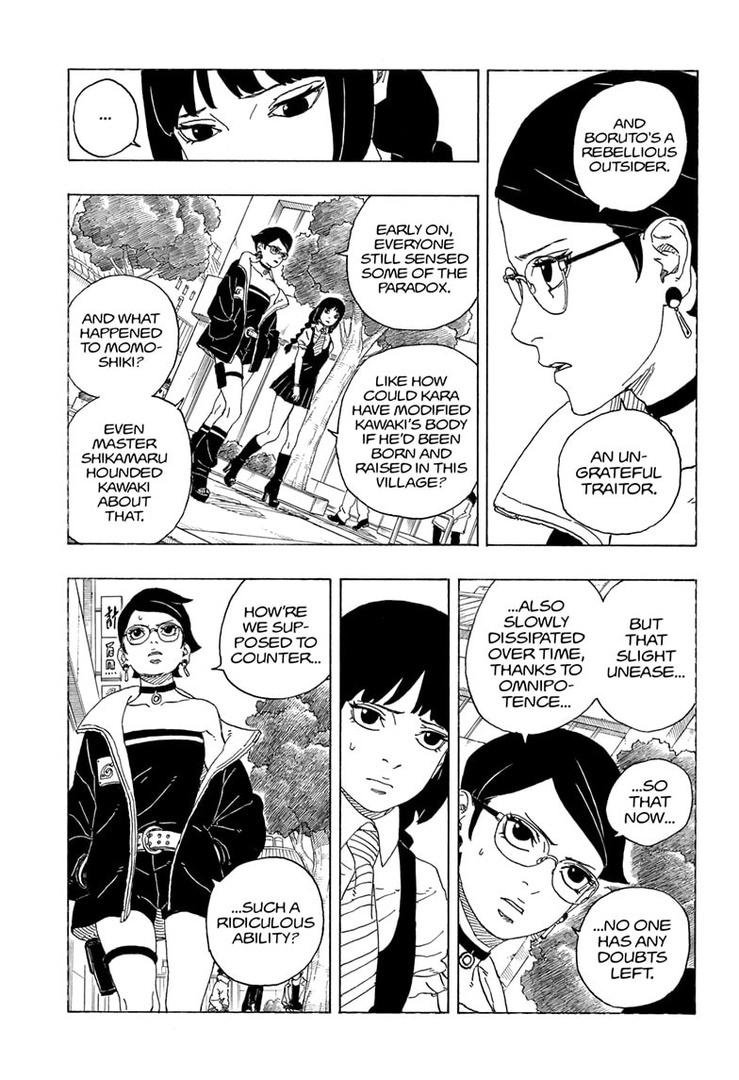 AND
BORUTO'S A
REBELLIOUS
OUTSIDER.
AN UN-
GRATEFUL
TRAITOR.
...
EARLY ON,
EVERYONE
STILL SENSED
SOME OF THE
PARADOX.
LIKE HOW
COULD KARA
HAVE MODIFIED
KAWAKI'S BODY
IF HE'D BEEN
BORN AND
RAISED IN THIS
VILLAGE?
AND WHAT
HAPPENED
TO MOMO-
SHIKI?
EVEN
MASTER
SHIKAMARU
HOUNDED
KAWAKI
ABOUT
THAT.
BUT
THAT
SLIGHT
UNEASE...
...ALSO
SLOWLY
DISSIPATED
OVER TIME,
THANKS TO
OMNIPO-
TENCE...
...SO
THAT
NOW...
...NO ONE
HAS ANY
DOUBTS
LEFT.
HOW'RE
WE SUP-
POSED TO
COUNTER...
...SUCH A
RIDICULOUS
ABILITY?